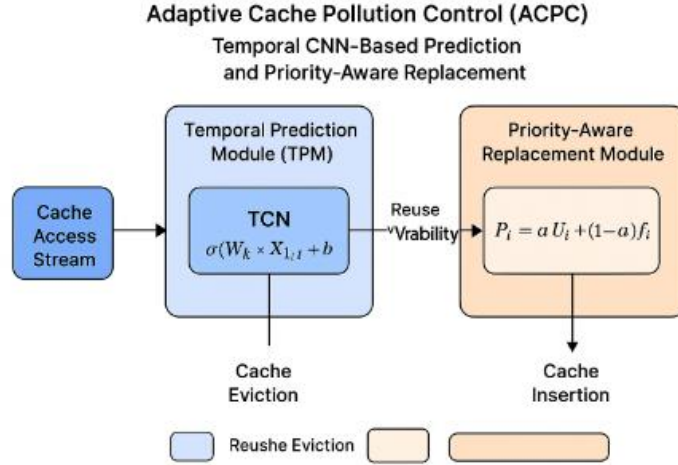 Adaptive Cache Pollution Control (ACPC)
Temporal CNN-Based Prediction
and Priority-Aware Replacement
Temporal Prediction
Module (TPM)
Priority-Aware
Replacement Module
Cache
Access
Stream
TCN
σ(W_k × X_{1:t} + b
Reuse
Vrability
P_i = a U_i + (1−a) f_i
Cache
Eviction
Cache
Insertion
Reushe Eviction